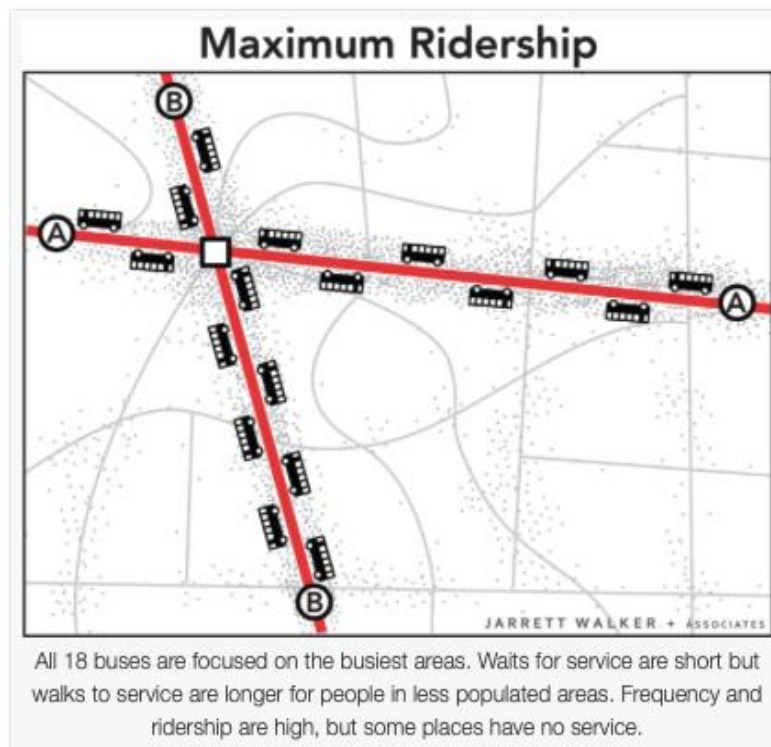 Maximum Ridership
B
A
A
B
JARRETT WALKER + ASSOCIATES
All 18 buses are focused on the busiest areas. Waits for service are short but
walks to service are longer for people in less populated areas. Frequency and
ridership are high, but some places have no service.